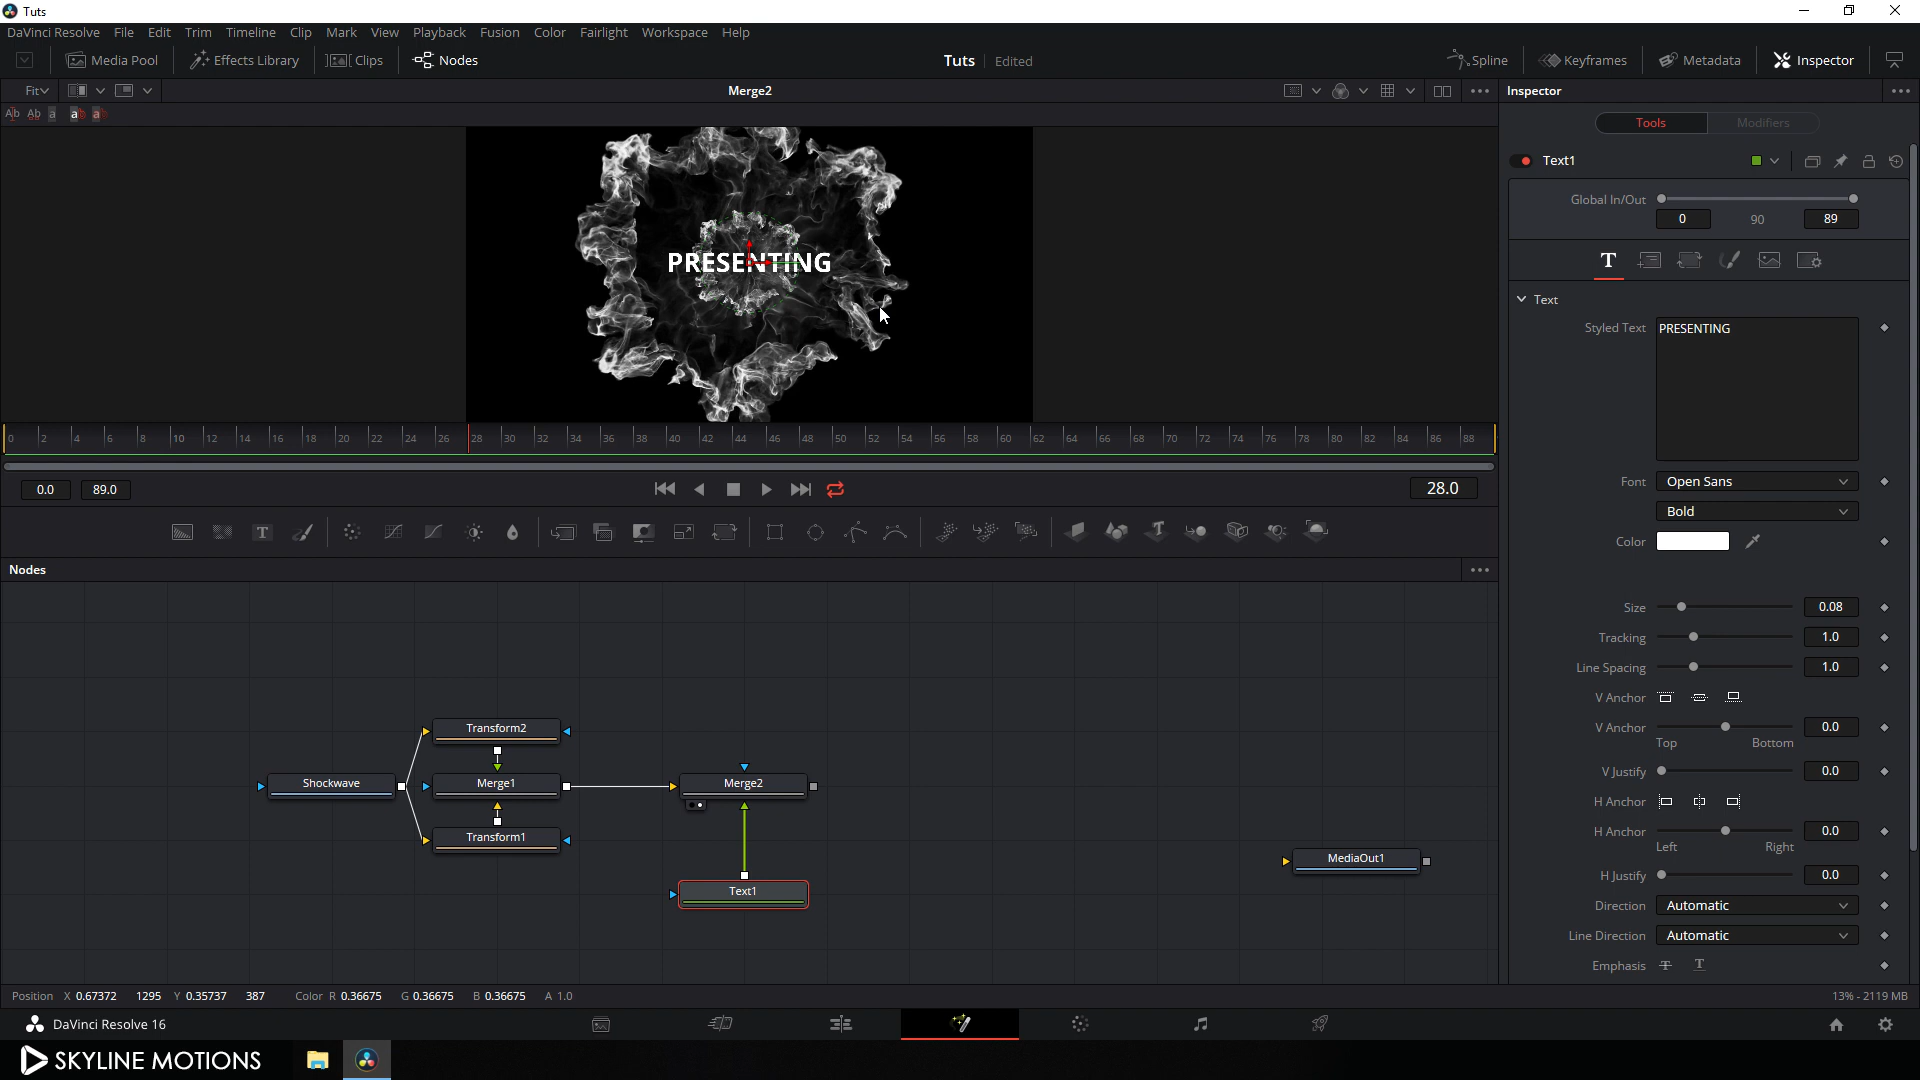 Tuts
DaVinci Resolve File Edit Trim Timeline Clip Mark View Playback Fusion Color Fairlight Workspace Help
Media Pool Effects Library Clips Nodes Tuts Edited Spline Keyframes Metadata Inspector
Fit Merge2 Inspector
Ab Ab a ab a
Tools Modifiers
Text1
Global In/Out
0 90 89
PRESENTING
T
Text
Styled Text PRESENTING
0 2 4 6 8 10 12 14 16 18 20 22 24 26 28 30 32 34 36 38 40 42 44 46 48 50 52 54 56 58 60 62 64 66 68 70 72 74 76 78 80 82 84 86 88
0.0 89.0 28.0
Font Open Sans
Bold
Color
Nodes
Size 0.08
Tracking 1.0
Line Spacing 1.0
V Anchor
V Anchor 0.0
Top Bottom
V Justify 0.0
H Anchor
H Anchor 0.0
Left Right
H Justify 0.0
Direction Automatic
Line Direction Automatic
Emphasis T T
Transform2
Shockwave Merge1 Merge2
Transform1
MediaOut1
Text1
Position X 0.67372 1295 Y 0.35737 387 Color R 0.36675 G 0.36675 B 0.36675 A 1.0 13% - 2119 MB
DaVinci Resolve 16
SKYLINE MOTIONS